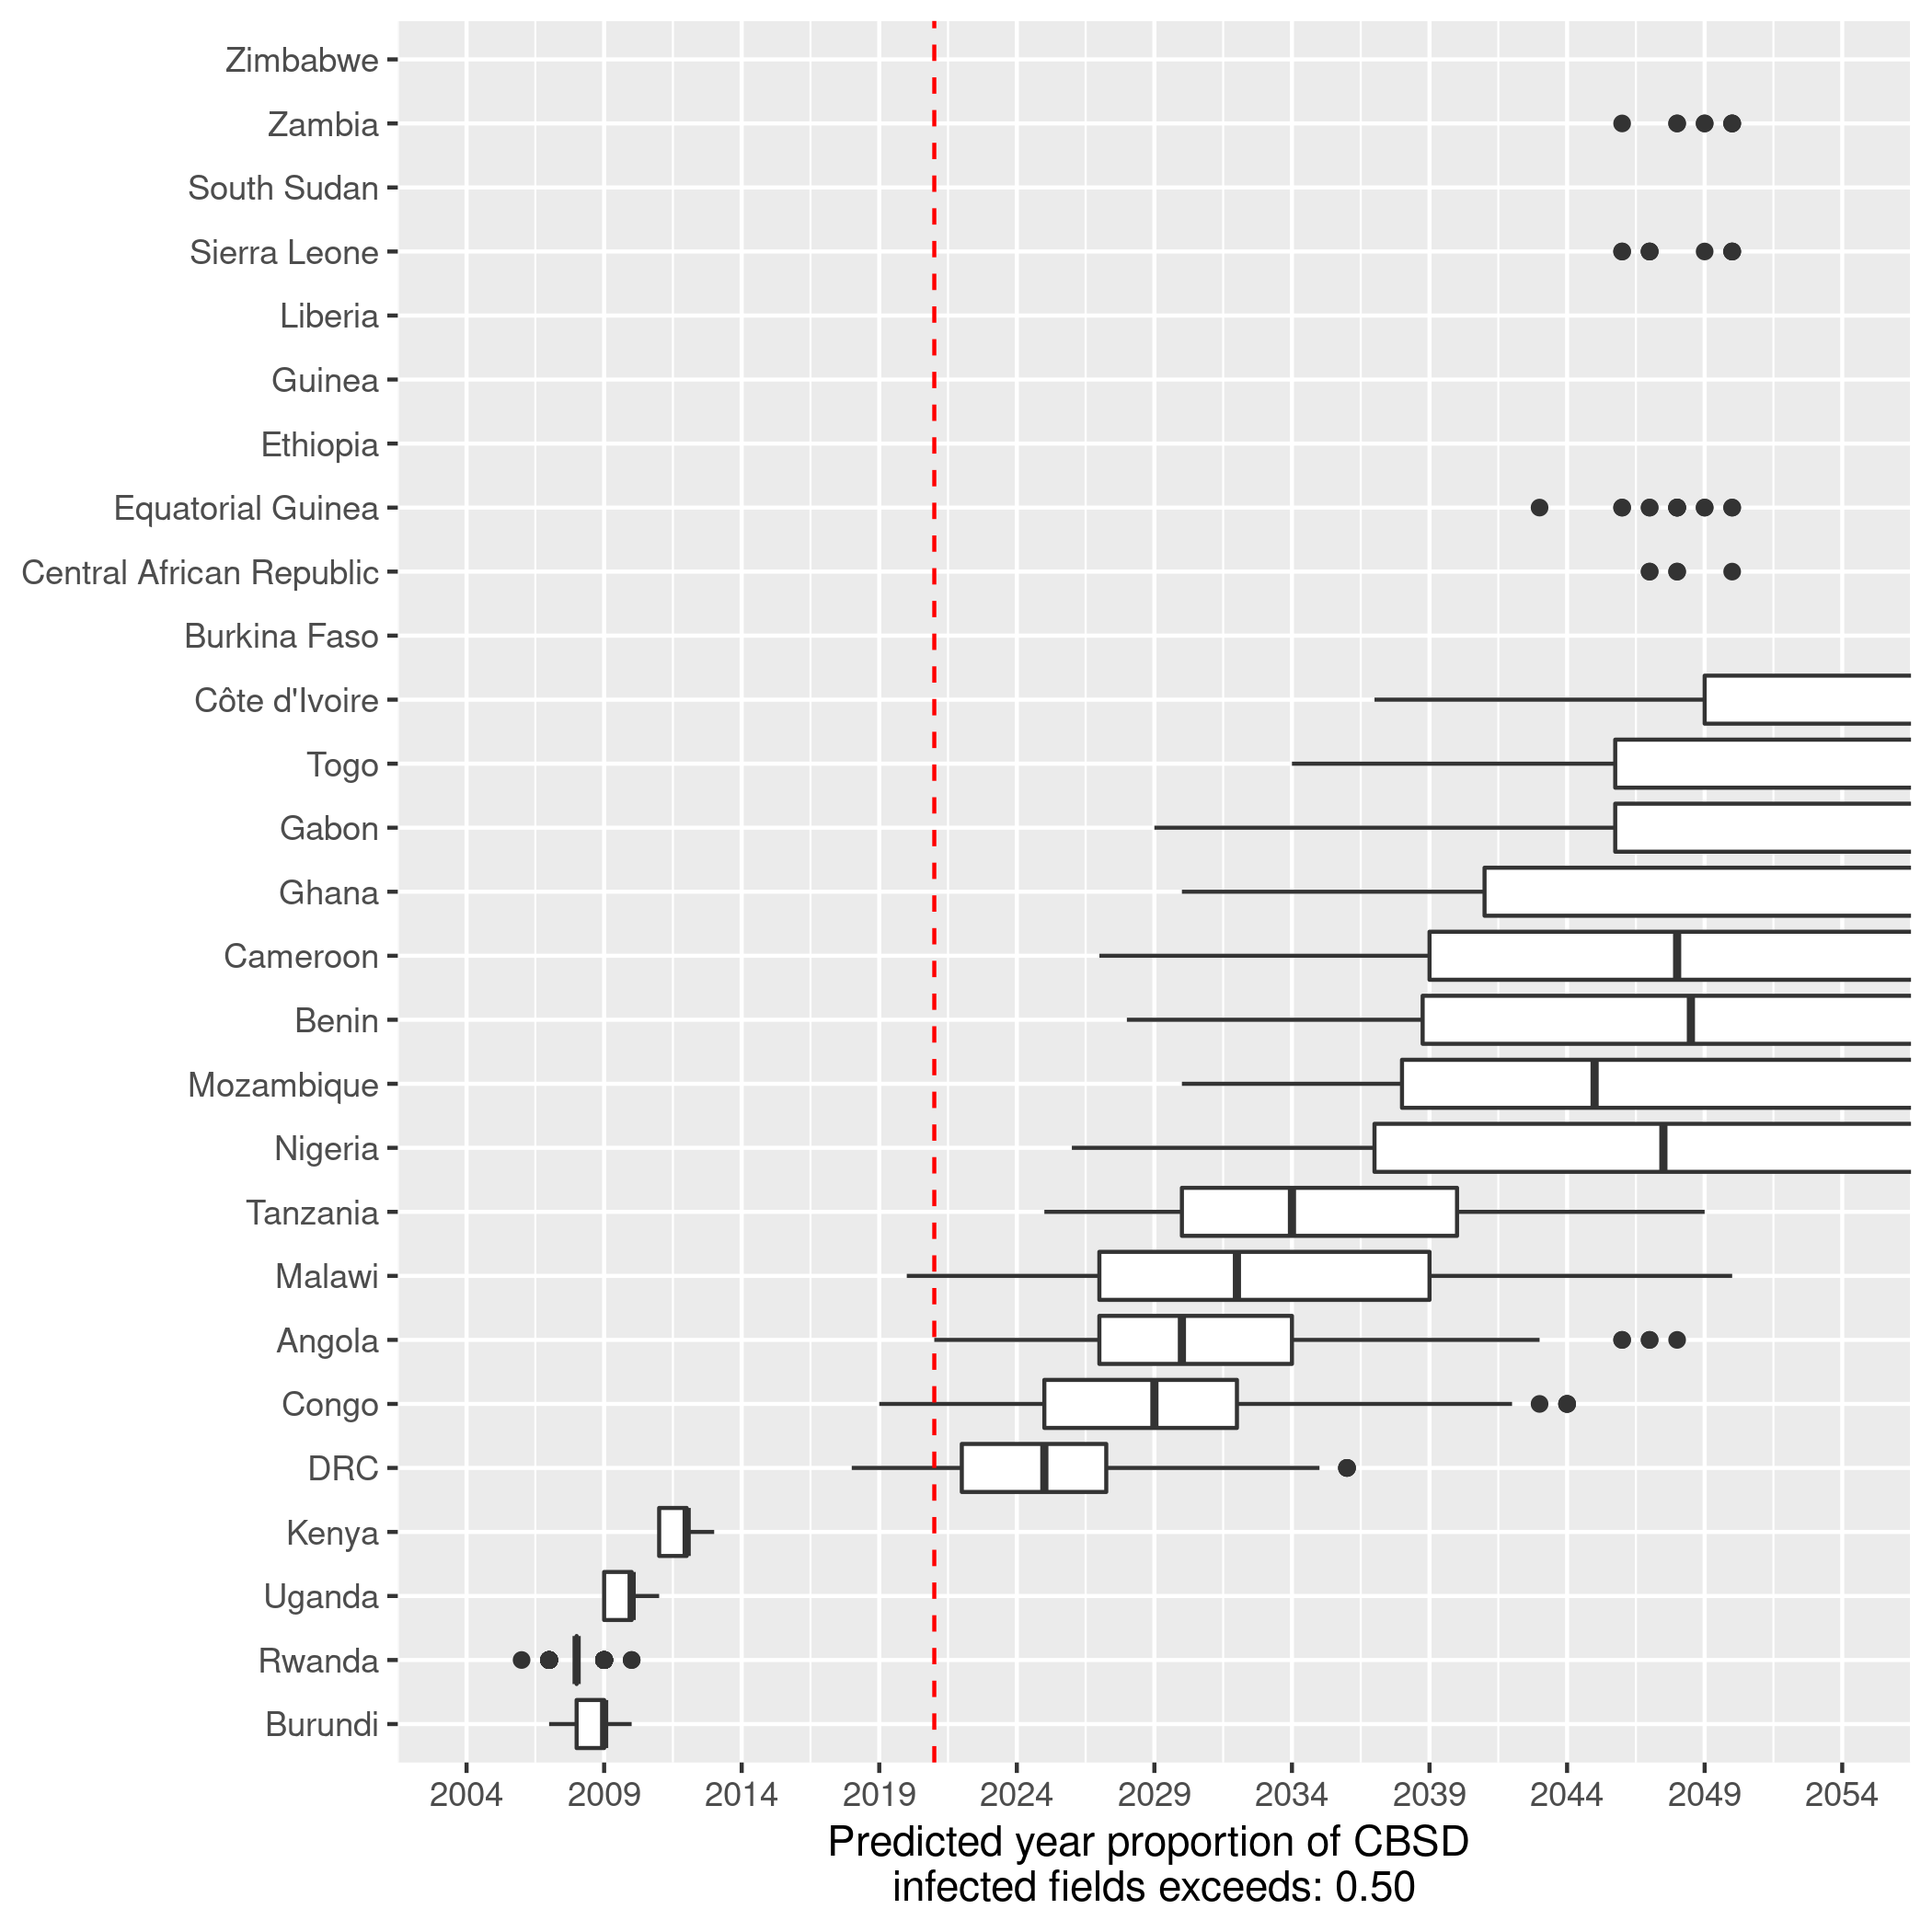 Zimbabwe
Zambia
South Sudan
Sierra Leone
Liberia
Guinea
Ethiopia
Equatorial Guinea
Central African Republic
Burkina Faso
Côte d'Ivoire
Togo
Gabon
Ghana
Cameroon
Benin
Mozambique
Nigeria
Tanzania
Malawi
Angola
Congo
DRC
Kenya
Uganda
Rwanda
Burundi
2004 2009 2014 2019 2024 2029 2034 2039 2044 2049 2054
Predicted year proportion of CBSD
infected fields exceeds: 0.50